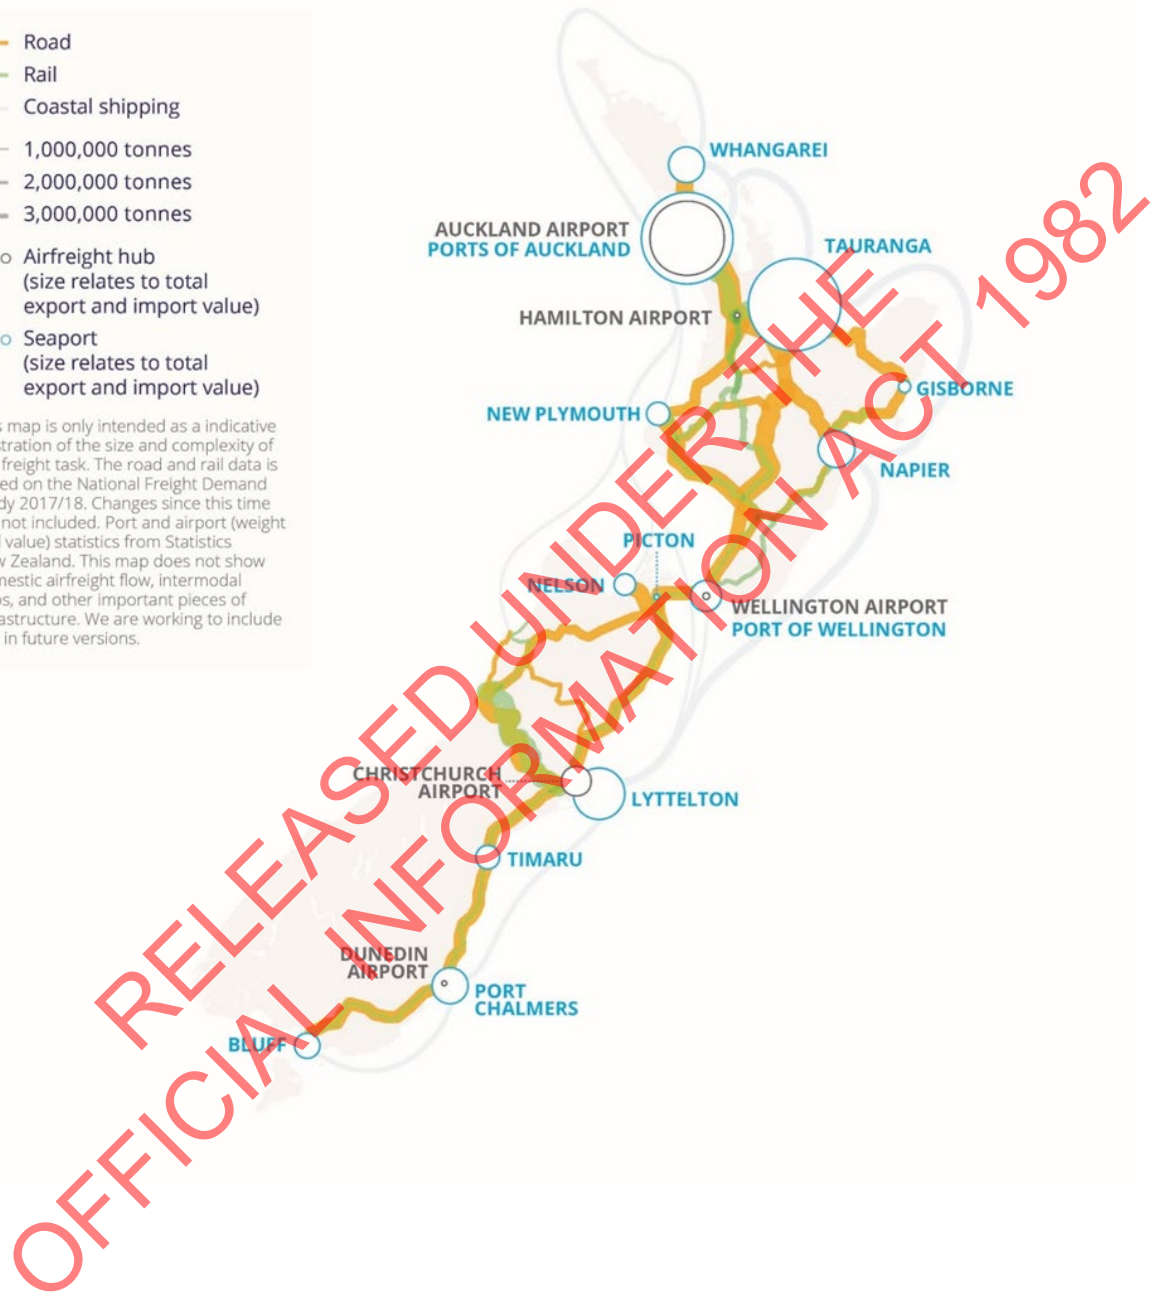 Road
Rail
Coastal shipping
1,000,000 tonnes
2,000,000 tonnes
3,000,000 tonnes
Airfreight hub
(size relates to total
export and import value)
Seaport
(size relates to total
export and import value)
map is only intended as a indicative
stration of the size and complexity of
freight task. The road and rail data is
ed on the National Freight Demand
dy 2017/18. Changes since this time
not included. Port and airport (weight
value) statistics from Statistics
Zealand. This map does not show
mestic airfreight flow, intermodal
s, and other important pieces of
astructure. We are working to include
in future versions.
WHANGAREI
AUCKLAND AIRPORT
PORTS OF AUCKLAND
TAURANGA
HAMILTON AIRPORT
GISBORNE
NEW PLYMOUTH
NAPIER
PICTON
NELSON
WELLINGTON AIRPORT
PORT OF WELLINGTON
CHRISTCHURCH
AIRPORT
LYTTELTON
TIMARU
DUNEDIN
AIRPORT
PORT
CHALMERS
BLUFF
RELEASED UNDER THE
OFFICIAL INFORMATION ACT 1982